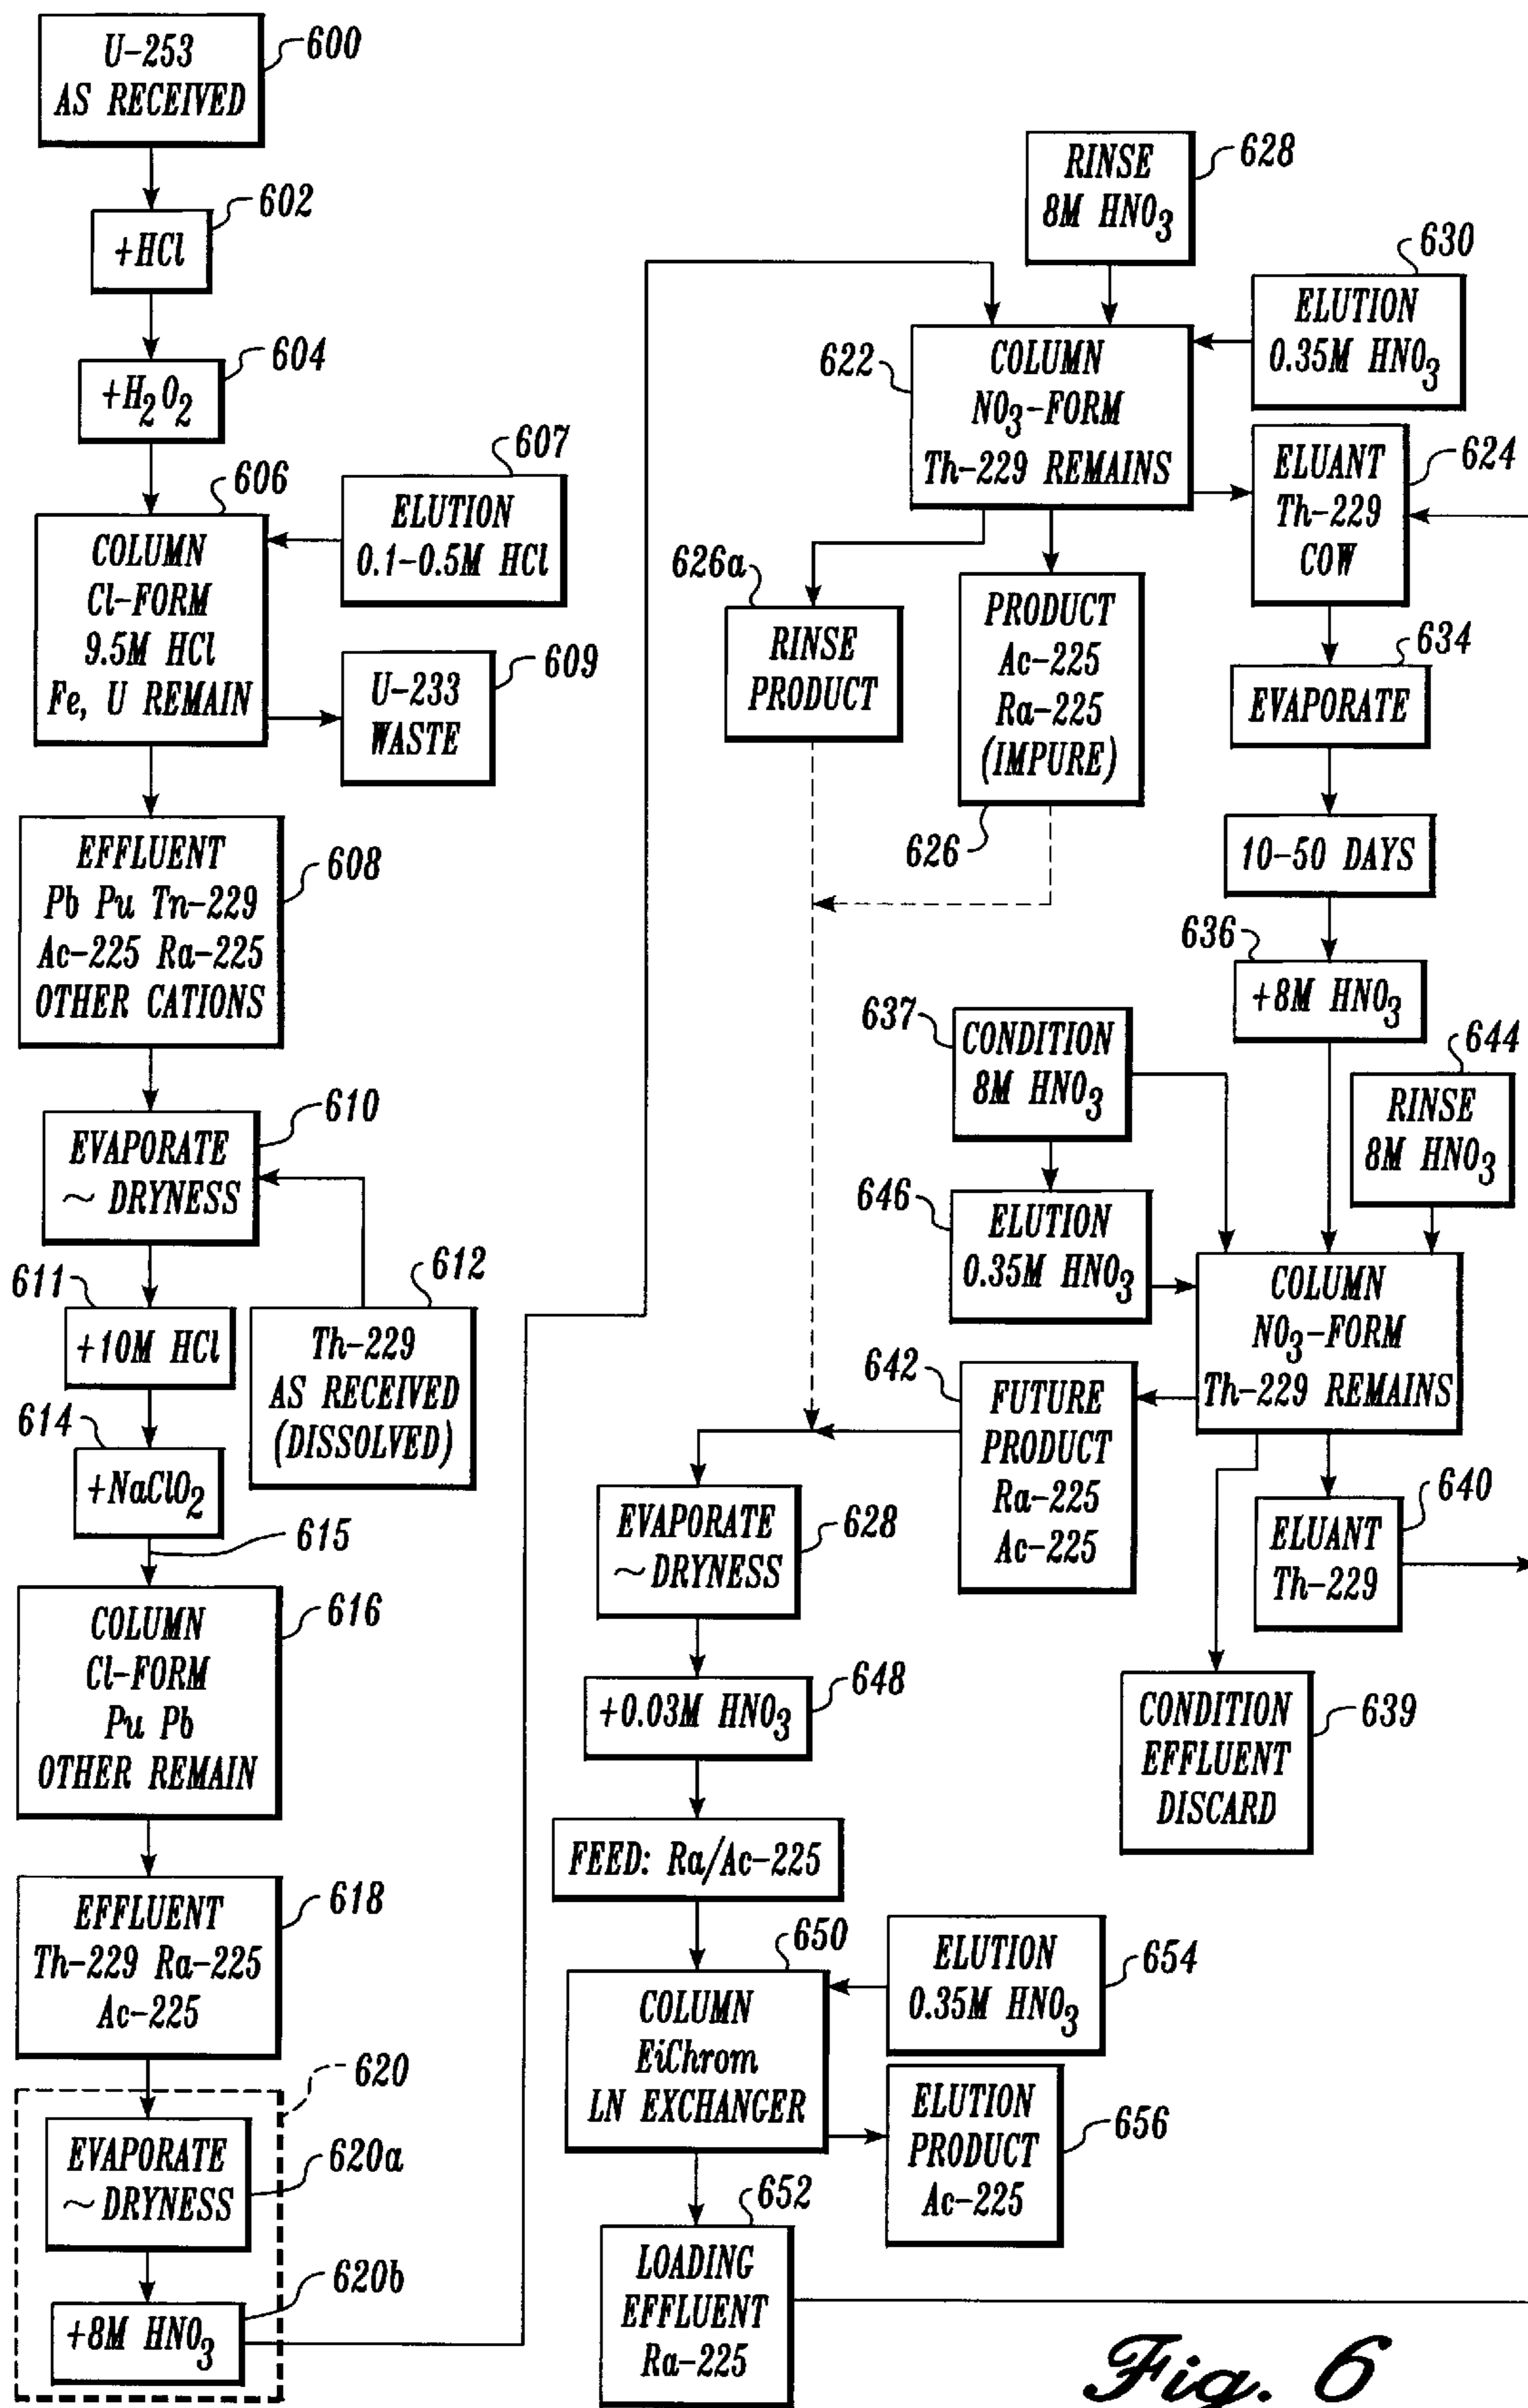 U-253
AS RECEIVED
600
+HCl
602
+H2O2
604
606
COLUMN
Cl-FORM
9.5M HCl
Fe, U REMAIN
607
ELUTION
0.1-0.5M HCl
U-233
WASTE
609
EFFLUENT
Pb Pu Tn-229
Ac-225 Ra-225
OTHER CATIONS
608
EVAPORATE
~ DRYNESS
610
611
+10M HCl
612
Th-229
AS RECEIVED
(DISSOLVED)
614
+NaClO2
615
COLUMN
Cl-FORM
Pu Pb
OTHER REMAIN
616
EFFLUENT
Th-229 Ra-225
Ac-225
618
620
EVAPORATE
~ DRYNESS
620a
+8M HNO3
620b
RINSE
8M HNO3
628
630
ELUTION
0.35M HNO3
622
COLUMN
NO3-FORM
Th-229 REMAINS
ELUANT
Th-229
COW
624
626a
RINSE
PRODUCT
PRODUCT
Ac-225
Ra-225
(IMPURE)
626
634
EVAPORATE
10-50 DAYS
636
+8M HNO3
637
CONDITION
8M HNO3
644
RINSE
8M HNO3
646
ELUTION
0.35M HNO3
COLUMN
NO3-FORM
Th-229 REMAINS
642
FUTURE
PRODUCT
Ra-225
Ac-225
640
ELUANT
Th-229
CONDITION
EFFLUENT
DISCARD
639
EVAPORATE
~ DRYNESS
628
+0.03M HNO3
648
FEED: Ra/Ac-225
650
COLUMN
EiChrom
LN EXCHANGER
ELUTION
0.35M HNO3
654
ELUTION
PRODUCT
Ac-225
656
652
LOADING
EFFLUENT
Ra-225
Fig. 6